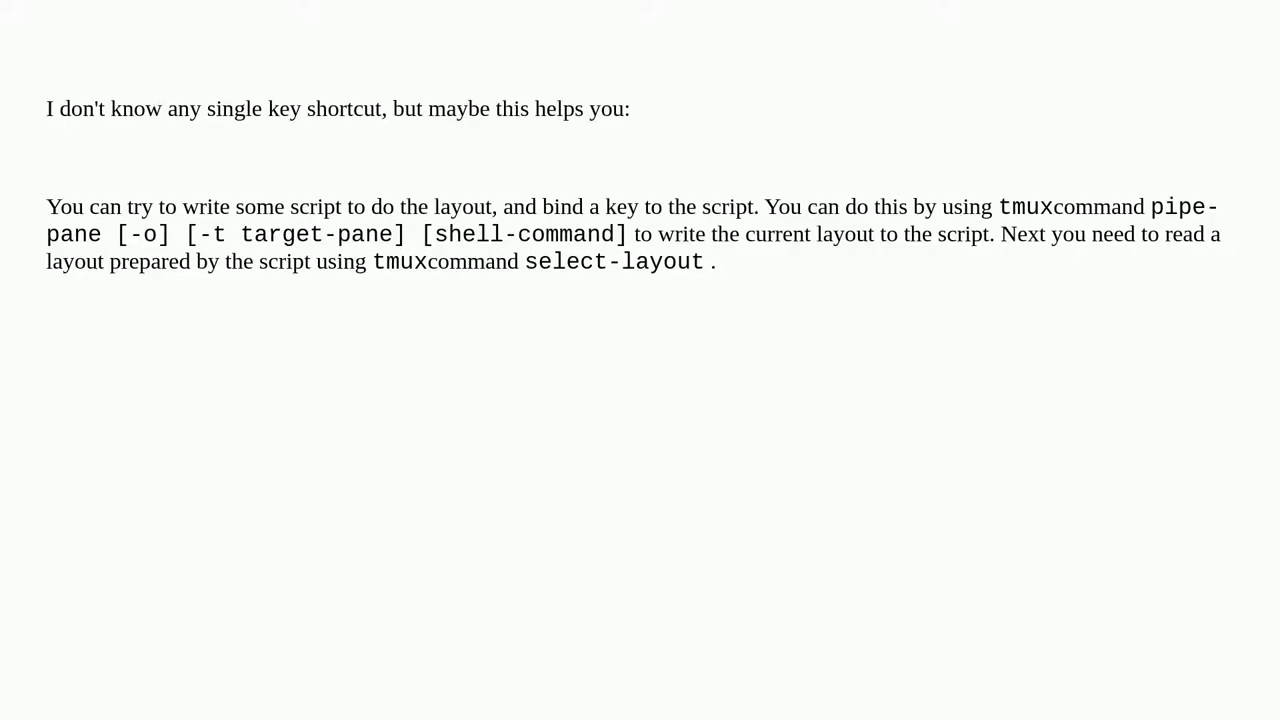 I don't know any single key shortcut, but maybe this helps you:
You can try to write some script to do the layout, and bind a key to the script. You can do this by using tmuxcommand pipe-
pane [-o] [-t target-pane] [shell-command] to write the current layout to the script. Next you need to read a
layout prepared by the script using tmuxcommand select-layout .